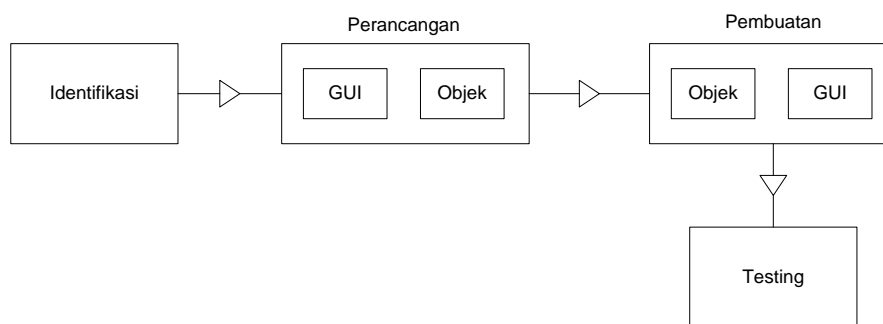 Perancangan
Pembuatan
Identifikasi
GUI
Objek
Objek
GUI
Testing